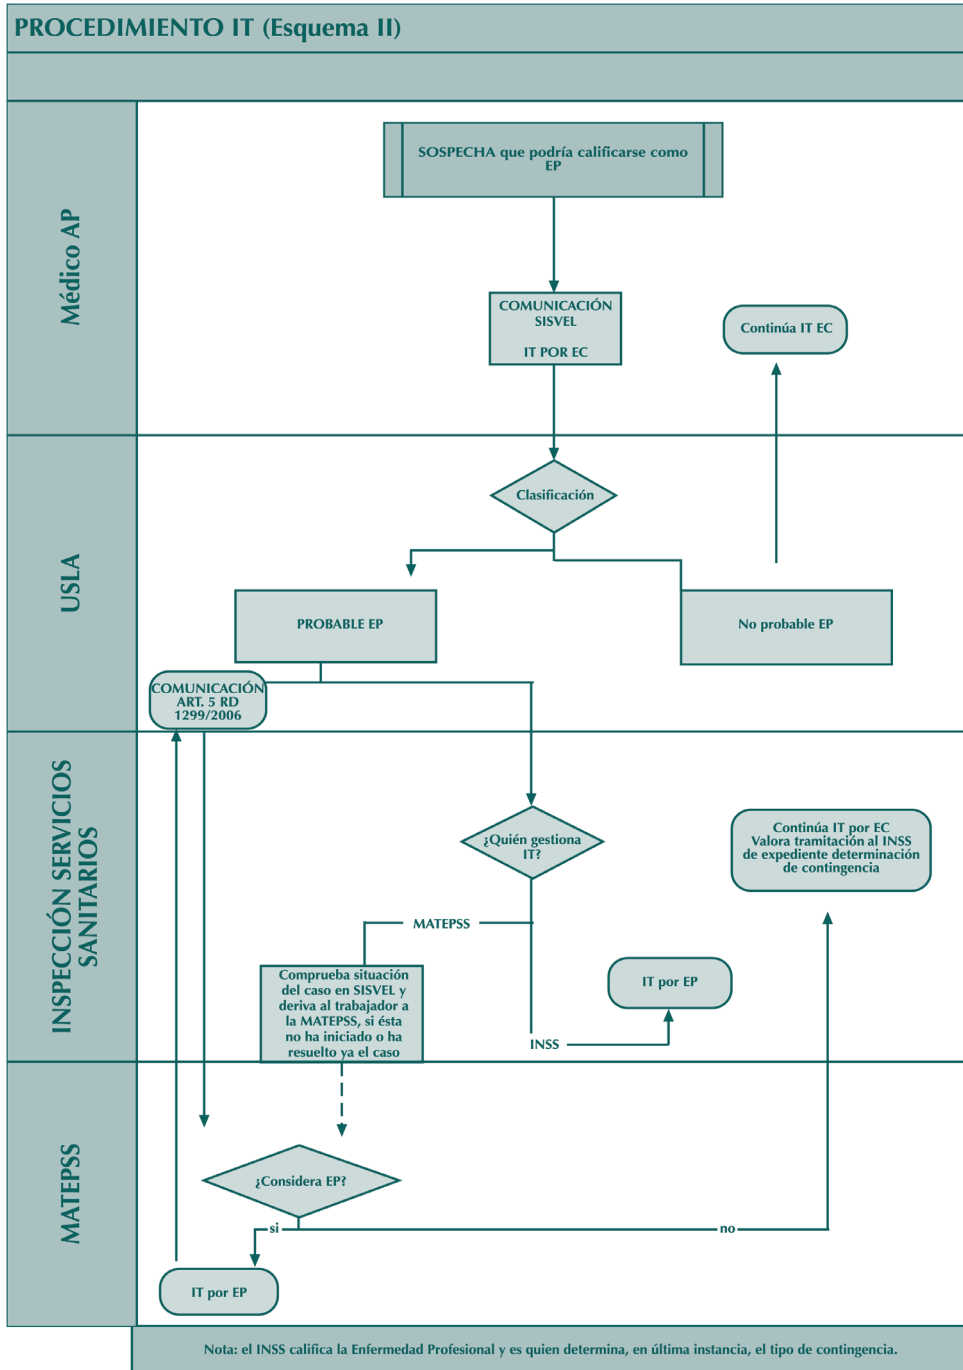 PROCEDIMIENTO IT (Esquema II)
Médico AP
SOSPECHA que podría calificarse como
EP
COMUNICACIÓN
SISVEL
IT POR EC
Continúa IT EC
USLA
Clasificación
PROBABLE EP
No probable EP
COMUNICACIÓN
ART. 5 RD
1299/2006
INSPECCIÓN SERVICIOS
SANITARIOS
¿Quién gestiona
IT?
Continúa IT por EC
Valora tramitación al INSS
de expediente determinación
de contingencia
MATEPSS
Comprueba situación
del caso en SISVEL y
deriva al trabajador a
la MATEPSS, si ésta
no ha iniciado o ha
resuelto ya el caso
IT por EP
INSS
MATEPSS
¿Considera EP?
si
no
IT por EP
Nota: el INSS califica la Enfermedad Profesional y es quien determina, en última instancia, el tipo de contingencia.